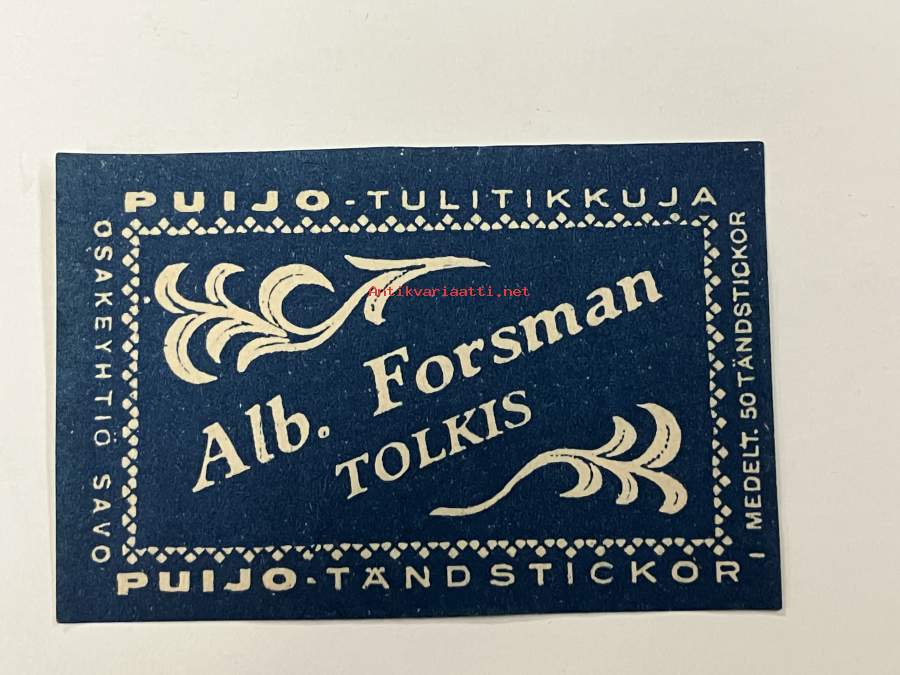 PUIJO-TULITIKKUJA
OSAKEYHTIÖ SAVO
Antikvariaatti.net
Alb. Forsman
TOLKIS
I MEDELT. 50 TÄNDSTICKOR
PUIJO-TÄNDSTICKOR